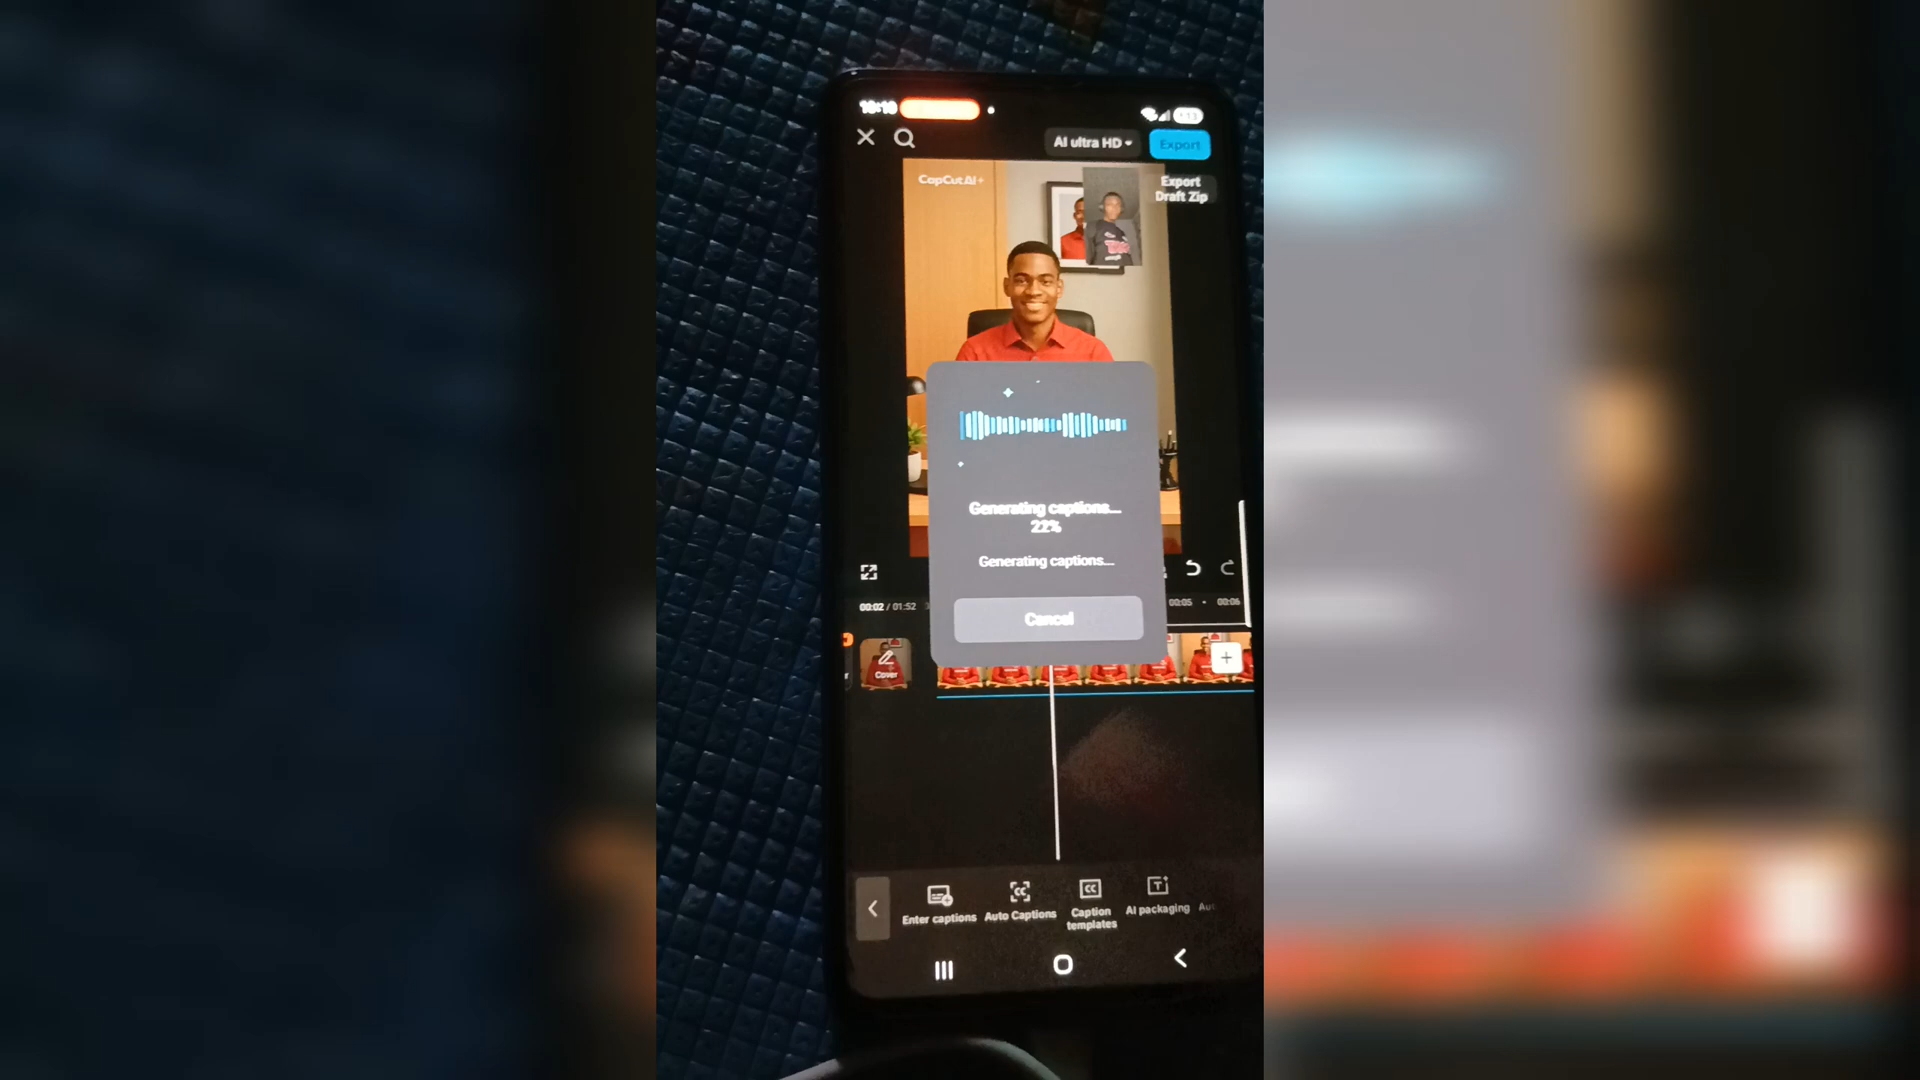 AI ultra HD
Export
CapCut AI
Export
Draft Zip
Generating captions...
22%
Generating captions...
Cancel
00:02 / 01:52
00:05
00:06
Cover
Enter captions
Auto Captions
Caption
templates
AI packaging